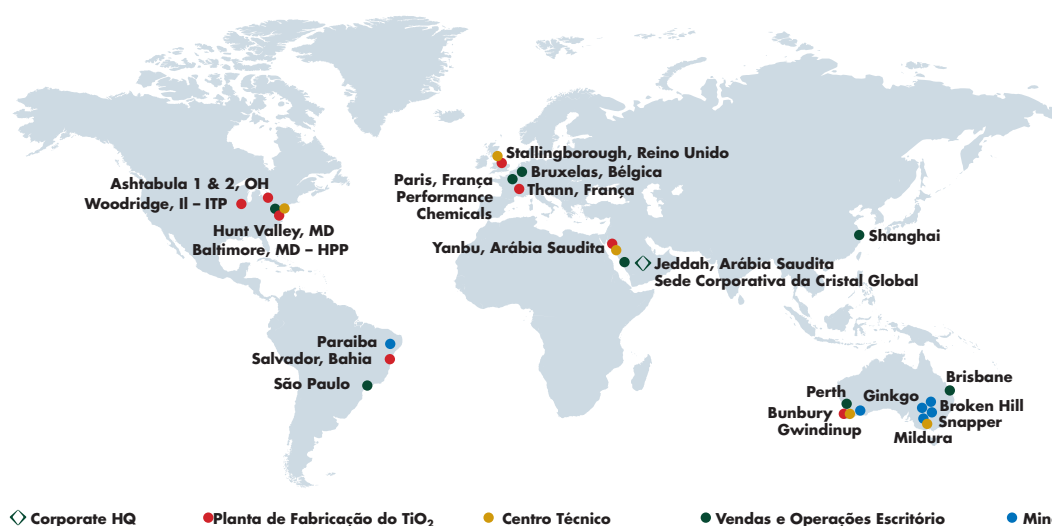 Stallingborough, Reino Unido
Bruxelas, Bélgica
Paris, França
Performance
Chemicals
Thann, França
Ashtabula 1 & 2, OH
Woodridge, Il – ITP
Hunt Valley, MD
Baltimore, MD – HPP
Yanbu, Arábia Saudita
Jeddah, Arábia Saudita
Sede Corporativa da Cristal Global
Shanghai
Paraiba
Salvador, Bahia
São Paulo
Brisbane
Perth
Ginkgo
Broken Hill
Bunbury
Snapper
Gwindinup
Mildura
Corporate HQ
Planta de Fabricação do TiO₂
Centro Técnico
Vendas e Operações Escritório